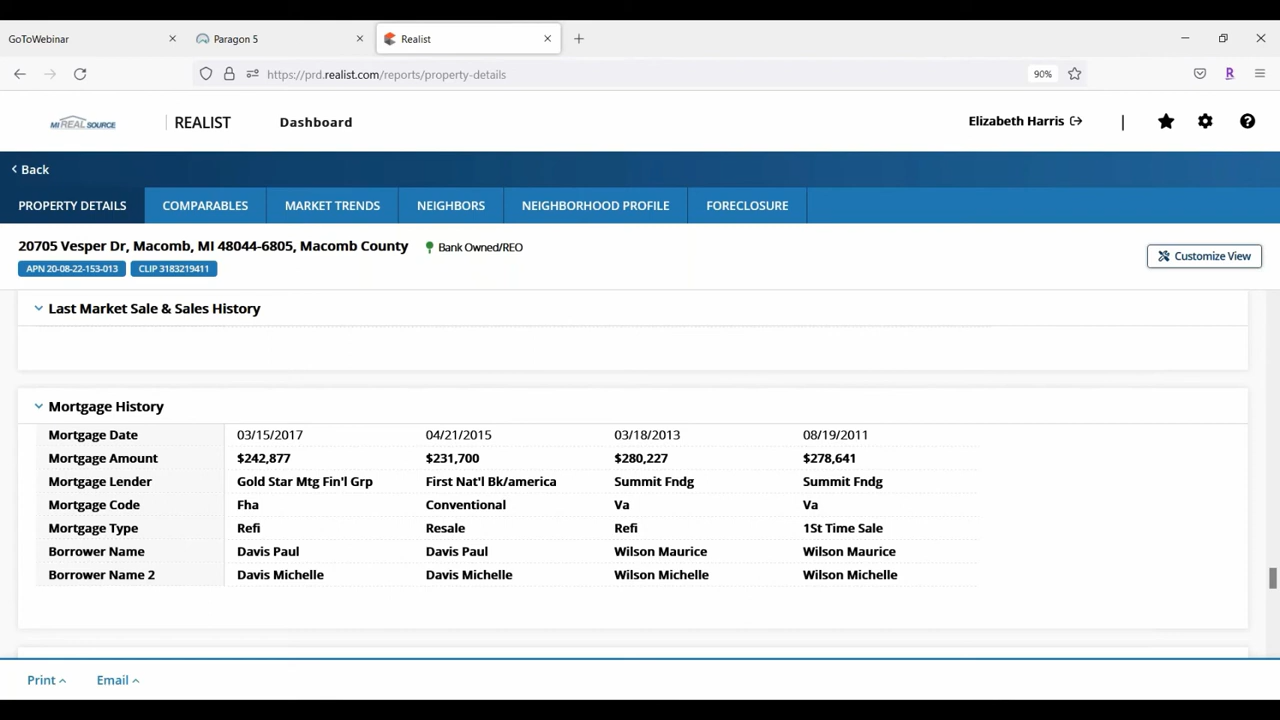 GoToWebinar
Paragon 5
Realist
https://prd.realist.com/reports/property-details
90%
R
MI REAL SOURCE
REALIST
Dashboard
Elizabeth Harris
Back
PROPERTY DETAILS
COMPARABLES
MARKET TRENDS
NEIGHBORS
NEIGHBORHOOD PROFILE
FORECLOSURE
20705 Vesper Dr, Macomb, MI 48044-6805, Macomb County
Bank Owned/REO
APN 20-08-22-153-013
CLIP 3183219411
Customize View
Last Market Sale & Sales History
Mortgage History
Mortgage Date 03/15/2017 04/21/2015 03/18/2013 08/19/2011
Mortgage Amount $242,877 $231,700 $280,227 $278,641
Mortgage Lender Gold Star Mtg Fin'l Grp First Nat'l Bk/america Summit Fndg Summit Fndg
Mortgage Code Fha Conventional Va Va
Mortgage Type Refi Resale Refi 1St Time Sale
Borrower Name Davis Paul Davis Paul Wilson Maurice Wilson Maurice
Borrower Name 2 Davis Michelle Davis Michelle Wilson Michelle Wilson Michelle
Print
Email